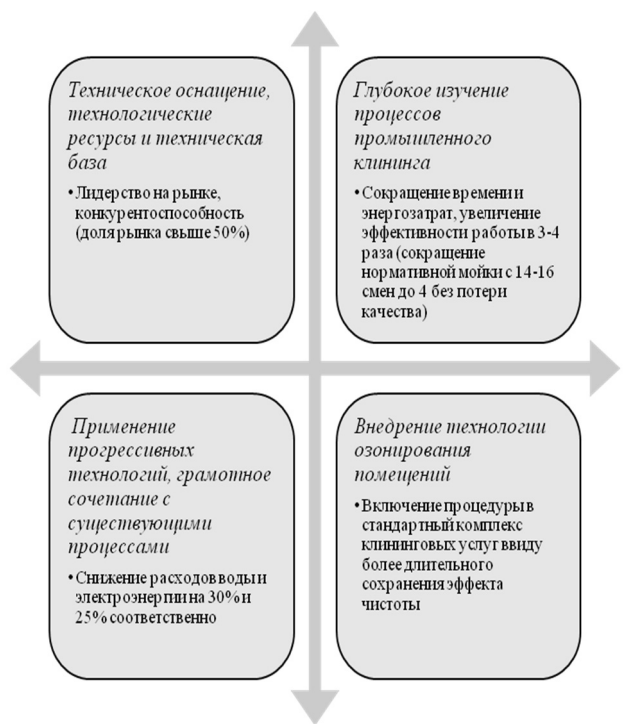 Техническое оснащение,
технологические
ресурсы и техническая
база
• Лидерство на рынке,
конкурентоспособность
(доля рынка свыше 50%)
Глубокое изучение
процессов
промышленного
клининга
• Сокращение времени и
энергозатрат, увеличение
эффективности работы в 3-4
раза (сокращение
нормативной мойки с 14-16
смен до 4 без потери
качества)
Применение
прогрессивных
технологий, грамотное
сочетание с
существующими
процессами
• Снижение расходов воды и
электроэнергии на 30% и
25% соответственно
Внедрение технологии
озонирования
помещений
• Включение процедуры в
стандартный комплекс
клининговых услуг ввиду
более длительного
сохранения эффекта
чистоты